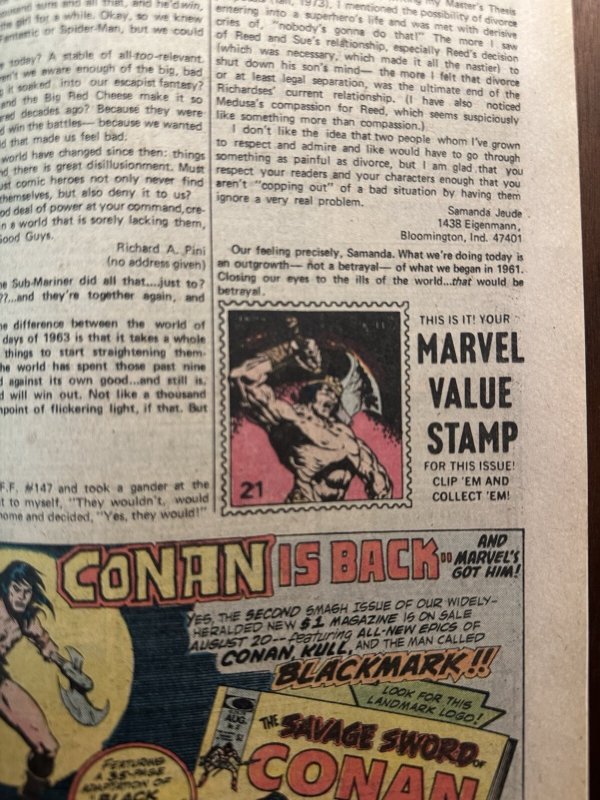 girl for a while. Okay, so we knew
Fantastic or Spider-Man, but we could
today? A stable of all-too-relevant.
en't we aware enough of the big, bad
it soaked into our escapist fantasy?
and the Big Red Cheese make it so
red decades ago? Because they were
d win the battles— because we wanted
d that made us feel bad.
world have changed since then: things
nd there is great disillusionment. Must
ust comic heroes not only never find
themselves, but also deny it to us?
od deal of power at your command, cre-
n a world that is sorely lacking them,
Good Guys.
Richard A. Pini
(no address given)
he Sub-Mariner did all that....just to?
??...and they're together again, and
he difference between the world of
days of 1963 is that it takes a whole
things to start straightening them-
he world has spent those past nine
d against its own good...and still is.
d will win out. Not like a thousand
npoint of flickering light, if that. But
F.F. #147 and took a gander at the
t to myself, "They wouldn't, would
home and decided, "Yes, they would!"
my Master's Thesis
1973), I mentioned the possibility of divorce
entering into a superhero's life and was met with derisive
cries of, "nobody's gonna do that!" The more I saw
of Reed and Sue's relationship, especially Reed's decision
(which was necessary, which made it all the nastier) to
shut down his son's mind— the more I felt that divorce
or at least legal separation, was the ultimate end of the
Richardses' current relationship. (I have also noticed
Medusa's compassion for Reed, which seems suspiciously
like something more than compassion.)
I don't like the idea that two people whom I've grown
to respect and admire and like would have to go through
something as painful as divorce, but I am glad that you
respect your readers and your characters enough that you
aren't "copping out" of a bad situation by having them
ignore a very real problem.
Samanda Jeude
1438 Eigenmann,
Bloomington, Ind. 47401
Our feeling precisely, Samanda. What we're doing today is
an outgrowth— not a betrayal— of what we began in 1961.
Closing our eyes to the ills of the world...that would be
betrayal.
21
THIS IS IT! YOUR
MARVEL
VALUE
STAMP
FOR THIS ISSUE!
CLIP 'EM AND
COLLECT 'EM!
CONAN IS BACK--
AND
MARVEL'S
GOT HIM!
YES, THE SECOND SMASH ISSUE OF OUR WIDELY-
HERALDED NEW $1 MAGAZINE IS ON SALE
AUGUST 20--featuring ALL-NEW EPICS OF
CONAN, KULL, AND THE MAN CALLED
BLACKMARK!!
LOOK FOR THIS
LANDMARK LOGO!
AUG.
THE SAVAGE SWORD OF
CONAN
FEATURING
A 35-PAGE
ADAPTATION OF
"BLACK